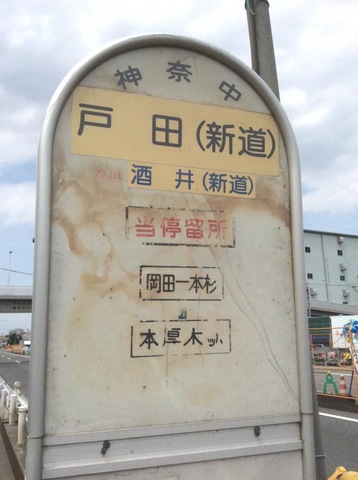 神奈中
戸田(新道)
酒井(新道)
当停留所
岡田一本杉
本厚木